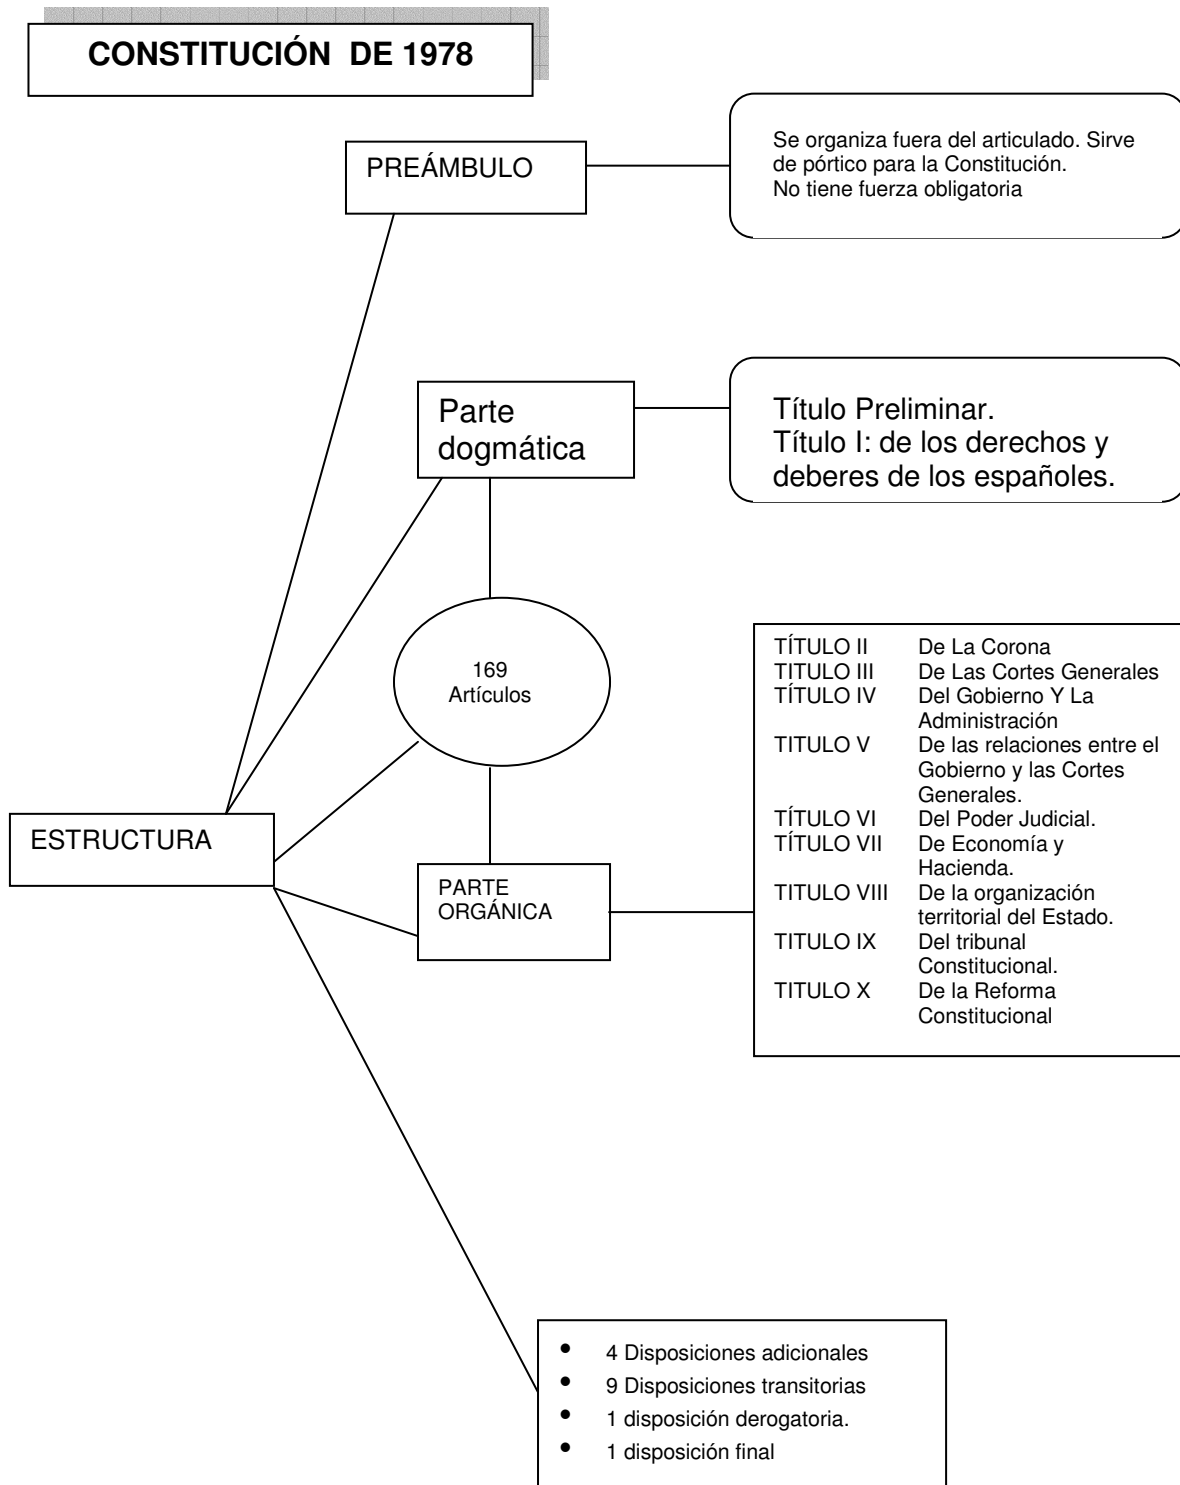 CONSTITUCIÓN DE 1978
PREÁMBULO
Se organiza fuera del articulado. Sirve
de pórtico para la Constitución.
No tiene fuerza obligatoria
Parte
dogmática
Título Preliminar.
Título I: de los derechos y
deberes de los españoles.
169
Artículos
ESTRUCTURA
PARTE
ORGÁNICA
TÍTULO II De La Corona
TITULO III De Las Cortes Generales
TÍTULO IV Del Gobierno Y La
Administración
TITULO V De las relaciones entre el
Gobierno y las Cortes
Generales.
TÍTULO VI Del Poder Judicial.
TÍTULO VII De Economía y
Hacienda.
TITULO VIII De la organización
territorial del Estado.
TITULO IX Del tribunal
Constitucional.
TITULO X De la Reforma
Constitucional
• 4 Disposiciones adicionales
• 9 Disposiciones transitorias
• 1 disposición derogatoria.
• 1 disposición final